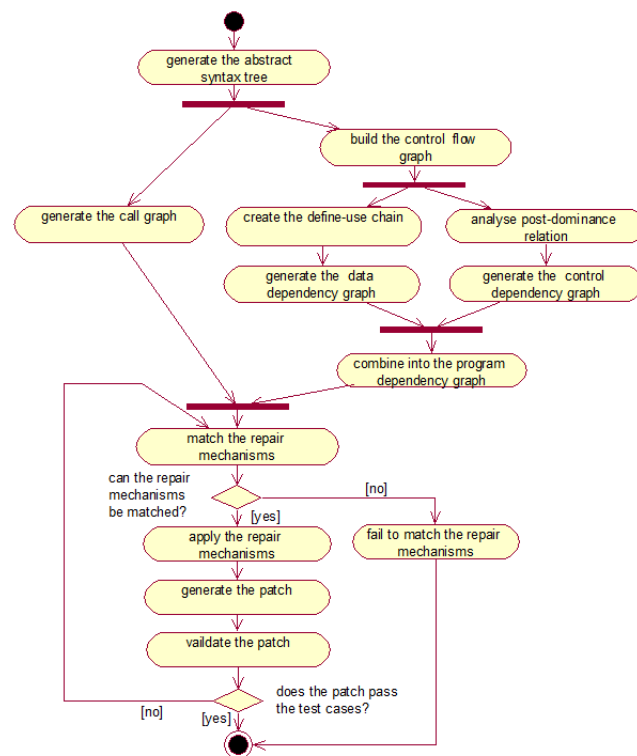 generate the abstract
syntax tree
build the control flow
graph
generate the call graph
create the define-use chain
analyse post-dominance
relation
generate the data
dependency graph
generate the control
dependency graph
combine into the program
dependency graph
match the repair
mechanisms
can the repair
mechanisms
be matched?
[no]
[yes]
apply the repair
mechanisms
fail to match the repair
mechanisms
generate the patch
vaildate the patch
does the patch pass
the test cases?
[no]
[yes]